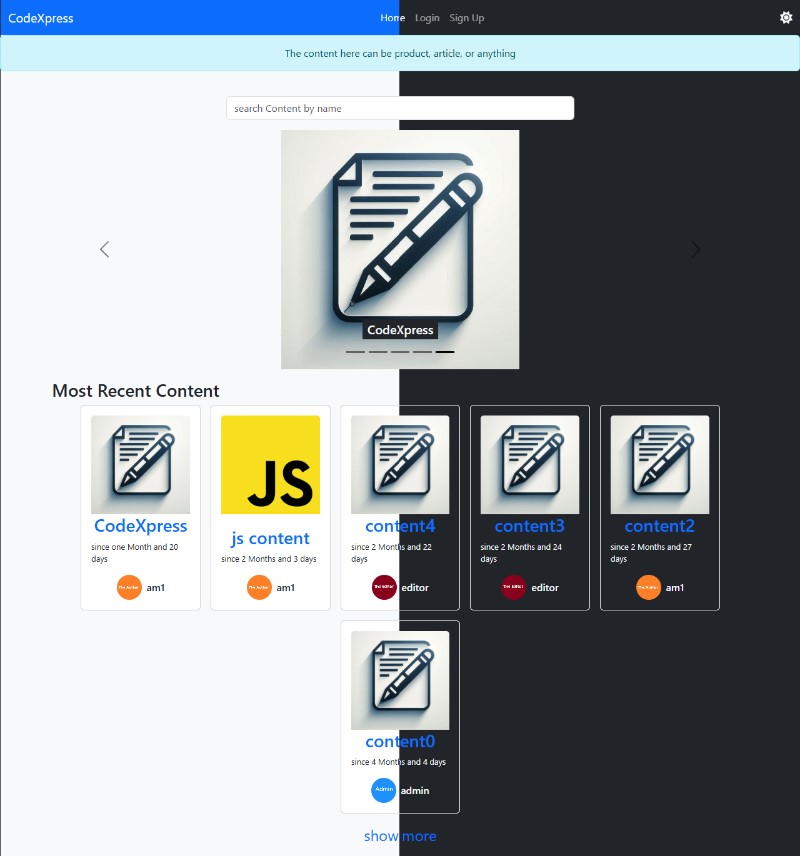 CodeXpress
Home Login Sign Up
The content here can be product, article, or anything
search Content by name
CodeXpress
Most Recent Content
CodeXpress
since one Month and 20
days
The Author am1
JS
js content
since 2 Months and 3 days
The Author am1
content4
since 2 Months and 22
days
The Editor editor
content3
since 2 Months and 24
days
The Editor editor
content2
since 2 Months and 27
days
The Author am1
content0
since 4 Months and 4 days
Admin admin
show more